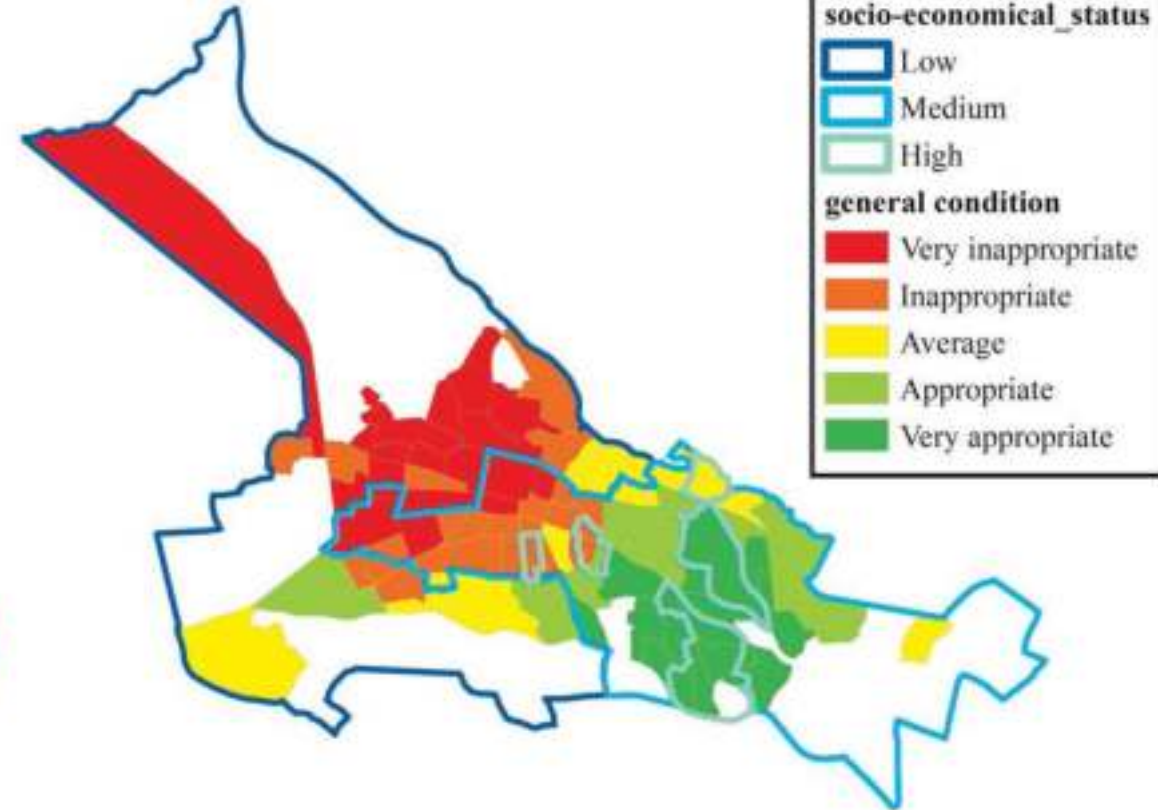 socio-economical_status
Low
Medium
High
general condition
Very inappropriate
Inappropriate
Average
Appropriate
Very appropriate